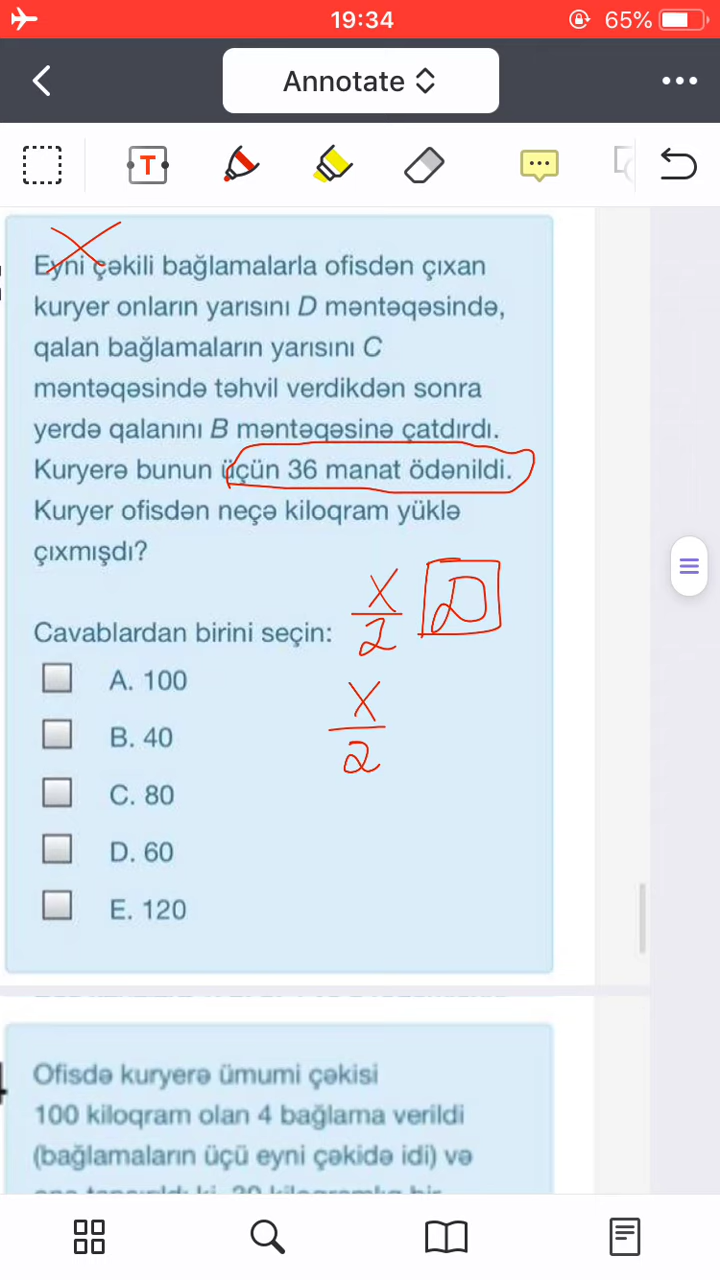 19:34
65%
Annotate
T
Eyni çəkili bağlamalarla ofisdən çıxan
kuryer onların yarısını D məntəqəsində,
qalan bağlamaların yarısını C
məntəqəsində təhvil verdikdən sonra
yerdə qalanını B məntəqəsinə çatdırdı.
Kuryerə bunun üçün 36 manat ödənildi.
Kuryer ofisdən neçə kiloqram yüklə
çıxmışdı?
x/2 D
Cavablardan birini seçin:
x/2
A. 100
B. 40
C. 80
D. 60
E. 120
Ofisdə kuryerə ümumi çəkisi
100 kiloqram olan 4 bağlama verildi
(bağlamaların üçü eyni çəkidə idi) və